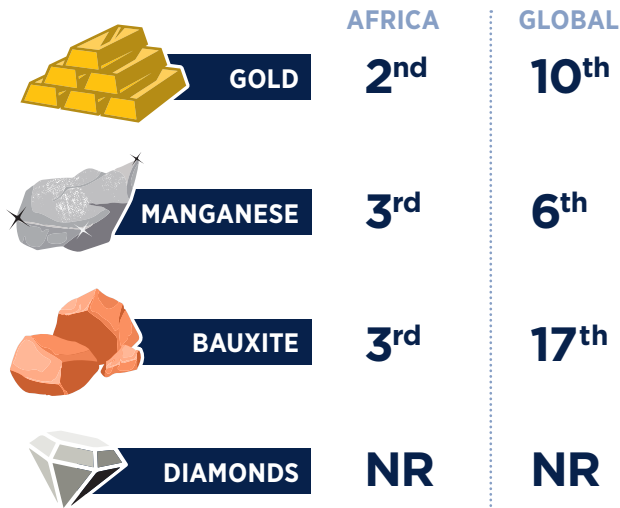 AFRICA GLOBAL
GOLD 2nd 10th
MANGANESE 3rd 6th
BAUXITE 3rd 17th
DIAMONDS NR NR